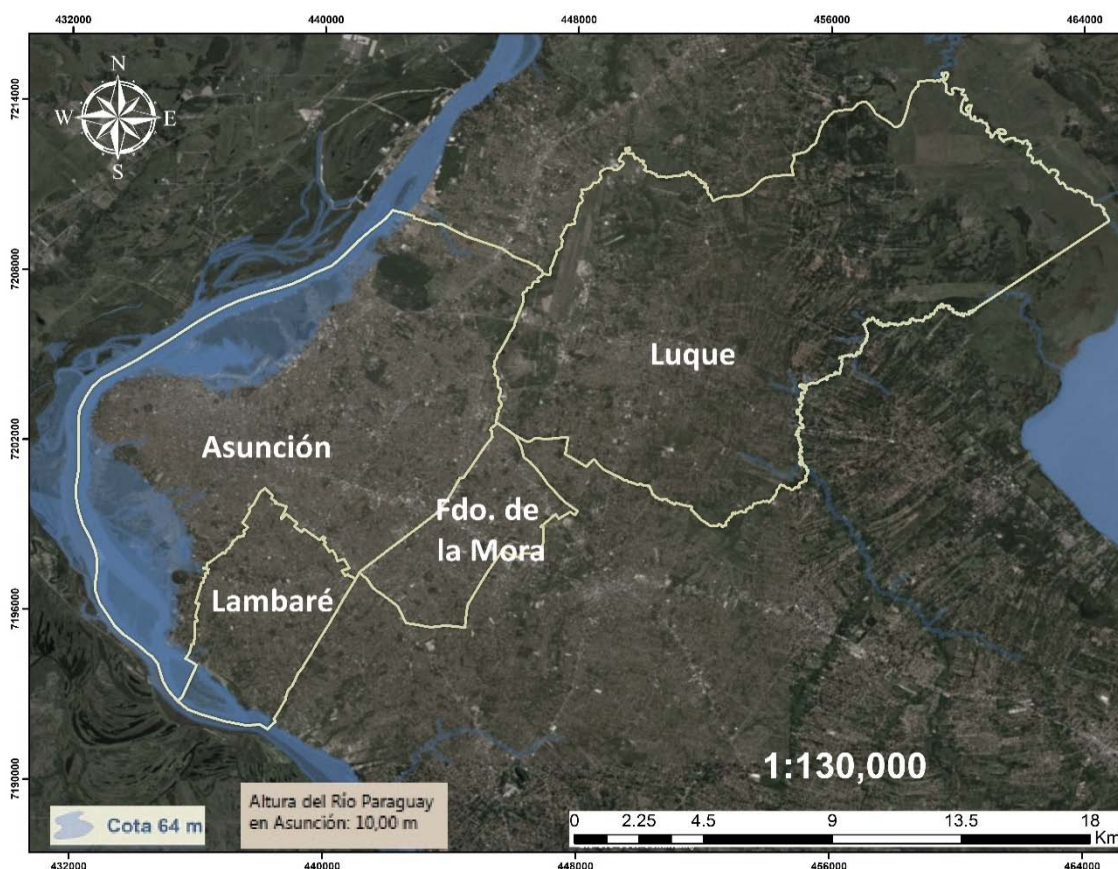 432000 440000 448000 456000 464000
7214000
N
W E
S
7208000
Luque
7202000
Asunción
Fdo. de
la Mora
7196000
Lambaré
7190000
1:130,000
Cota 64 m
Altura del Río Paraguay
en Asunción: 10,00 m
0 2.25 4.5 9 13.5 18
Km
432000 440000 448000 456000 464000